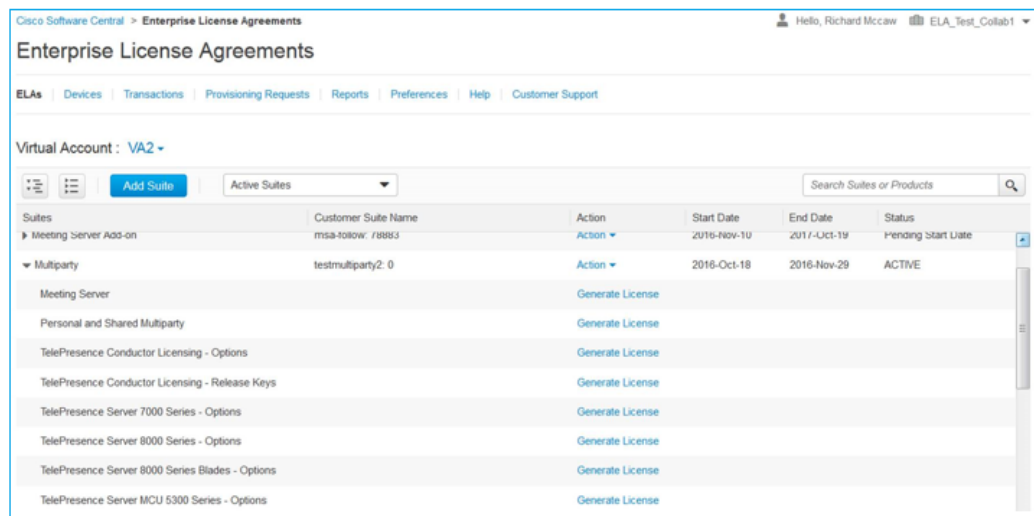 Cisco Software Central > Enterprise License Agreements
Hello, Richard Mccaw ELA_Test_Collab1
Enterprise License Agreements
ELAs Devices Transactions Provisioning Requests Reports Preferences Help Customer Support
Virtual Account : VA2
Add Suite Active Suites Search Suites or Products
Suites Customer Suite Name Action Start Date End Date Status
Meeting Server Add-on msa-follow: 78883 Action 2016-Nov-10 2017-Oct-19 Pending Start Date
Multiparty testmultiparty2: 0 Action 2016-Oct-18 2016-Nov-29 ACTIVE
Meeting Server Generate License
Personal and Shared Multiparty Generate License
TelePresence Conductor Licensing - Options Generate License
TelePresence Conductor Licensing - Release Keys Generate License
TelePresence Server 7000 Series - Options Generate License
TelePresence Server 8000 Series - Options Generate License
TelePresence Server 8000 Series Blades - Options Generate License
TelePresence Server MCU 5300 Series - Options Generate License